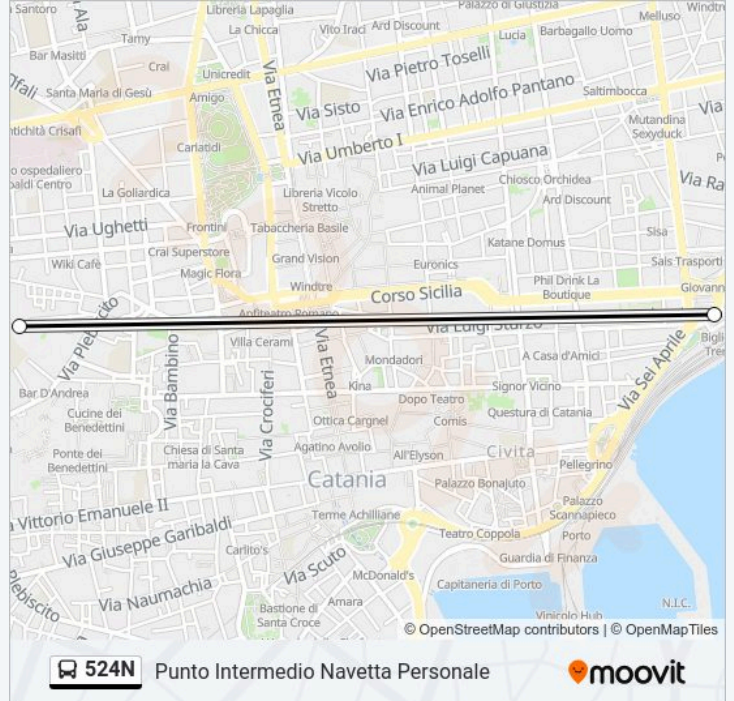 Santoro
Ala
Libreria Lapaglia
Palazzo di Giustizia
Windtre
La Chicca
Vito Iraci
Ard Discount
Melluso
Tamy
Lucia
Barbagallo Uomo
Bar Masitti
Crai
Via Pietro Toselli
Unicredit
Via Etnea
Santa Maria di Gesù
Amigo
Via Enrico Adolfo Pantano
Saltimbocca
Via Sisto
Via
antichità Crisafi
Mutandina
Sexyduck
Cariatidi
Via Umberto I
Via Luigi Capuana
o ospedaliero
baldi Centro
La Goliardica
Libreria Vicolo
Stretto
Animal Planet
Chiosco Orchidea
Ard Discount
Via Ra
Via Ughetti
Frontini
Tabaccheria Basile
Sisa
Crai Superstore
Katane Domus
Wiki Cafè
Grand Vision
Euronics
Sais Trasporti
Magic Flora
Windtre
Corso Sicilia
Phil Drink La
Boutique
Giovann
Anfiteatro Romano
Via Luigi Sturzo
Via Plebiscito
Via Bambino
Villa Cerami
Via Etnea
Mondadori
A Casa d'Amici
Via Sei Aprile
Bigli
Tre
Bar D'Andrea
Kina
Signor Vicino
Via Crociferi
Dopo Teatro
Cucine dei
Benedettini
Ottica Cargnel
Comis
Questura di Catania
Ponte dei
Benedettini
Chiesa di Santa
maria la Cava
Agatino Avolio
All'Elyson
Civita
Pellegrino
Catania
Palazzo Bonajuto
a Vittorio Emanuele II
Terme Achilliane
Palazzo
Scannapieco
Via Giuseppe Garibaldi
Teatro Coppola
Porto
Carlito's
Guardia di Finanza
Via Scuto
McDonald's
Capitaneria di Porto
Plebiscito
Via Naumachia
Amara
Bastione di
Santa Croce
N.I.C.
Vinicolo Hub
© OpenStreetMap contributors | © OpenMapTiles
524N Punto Intermedio Navetta Personale
moovit